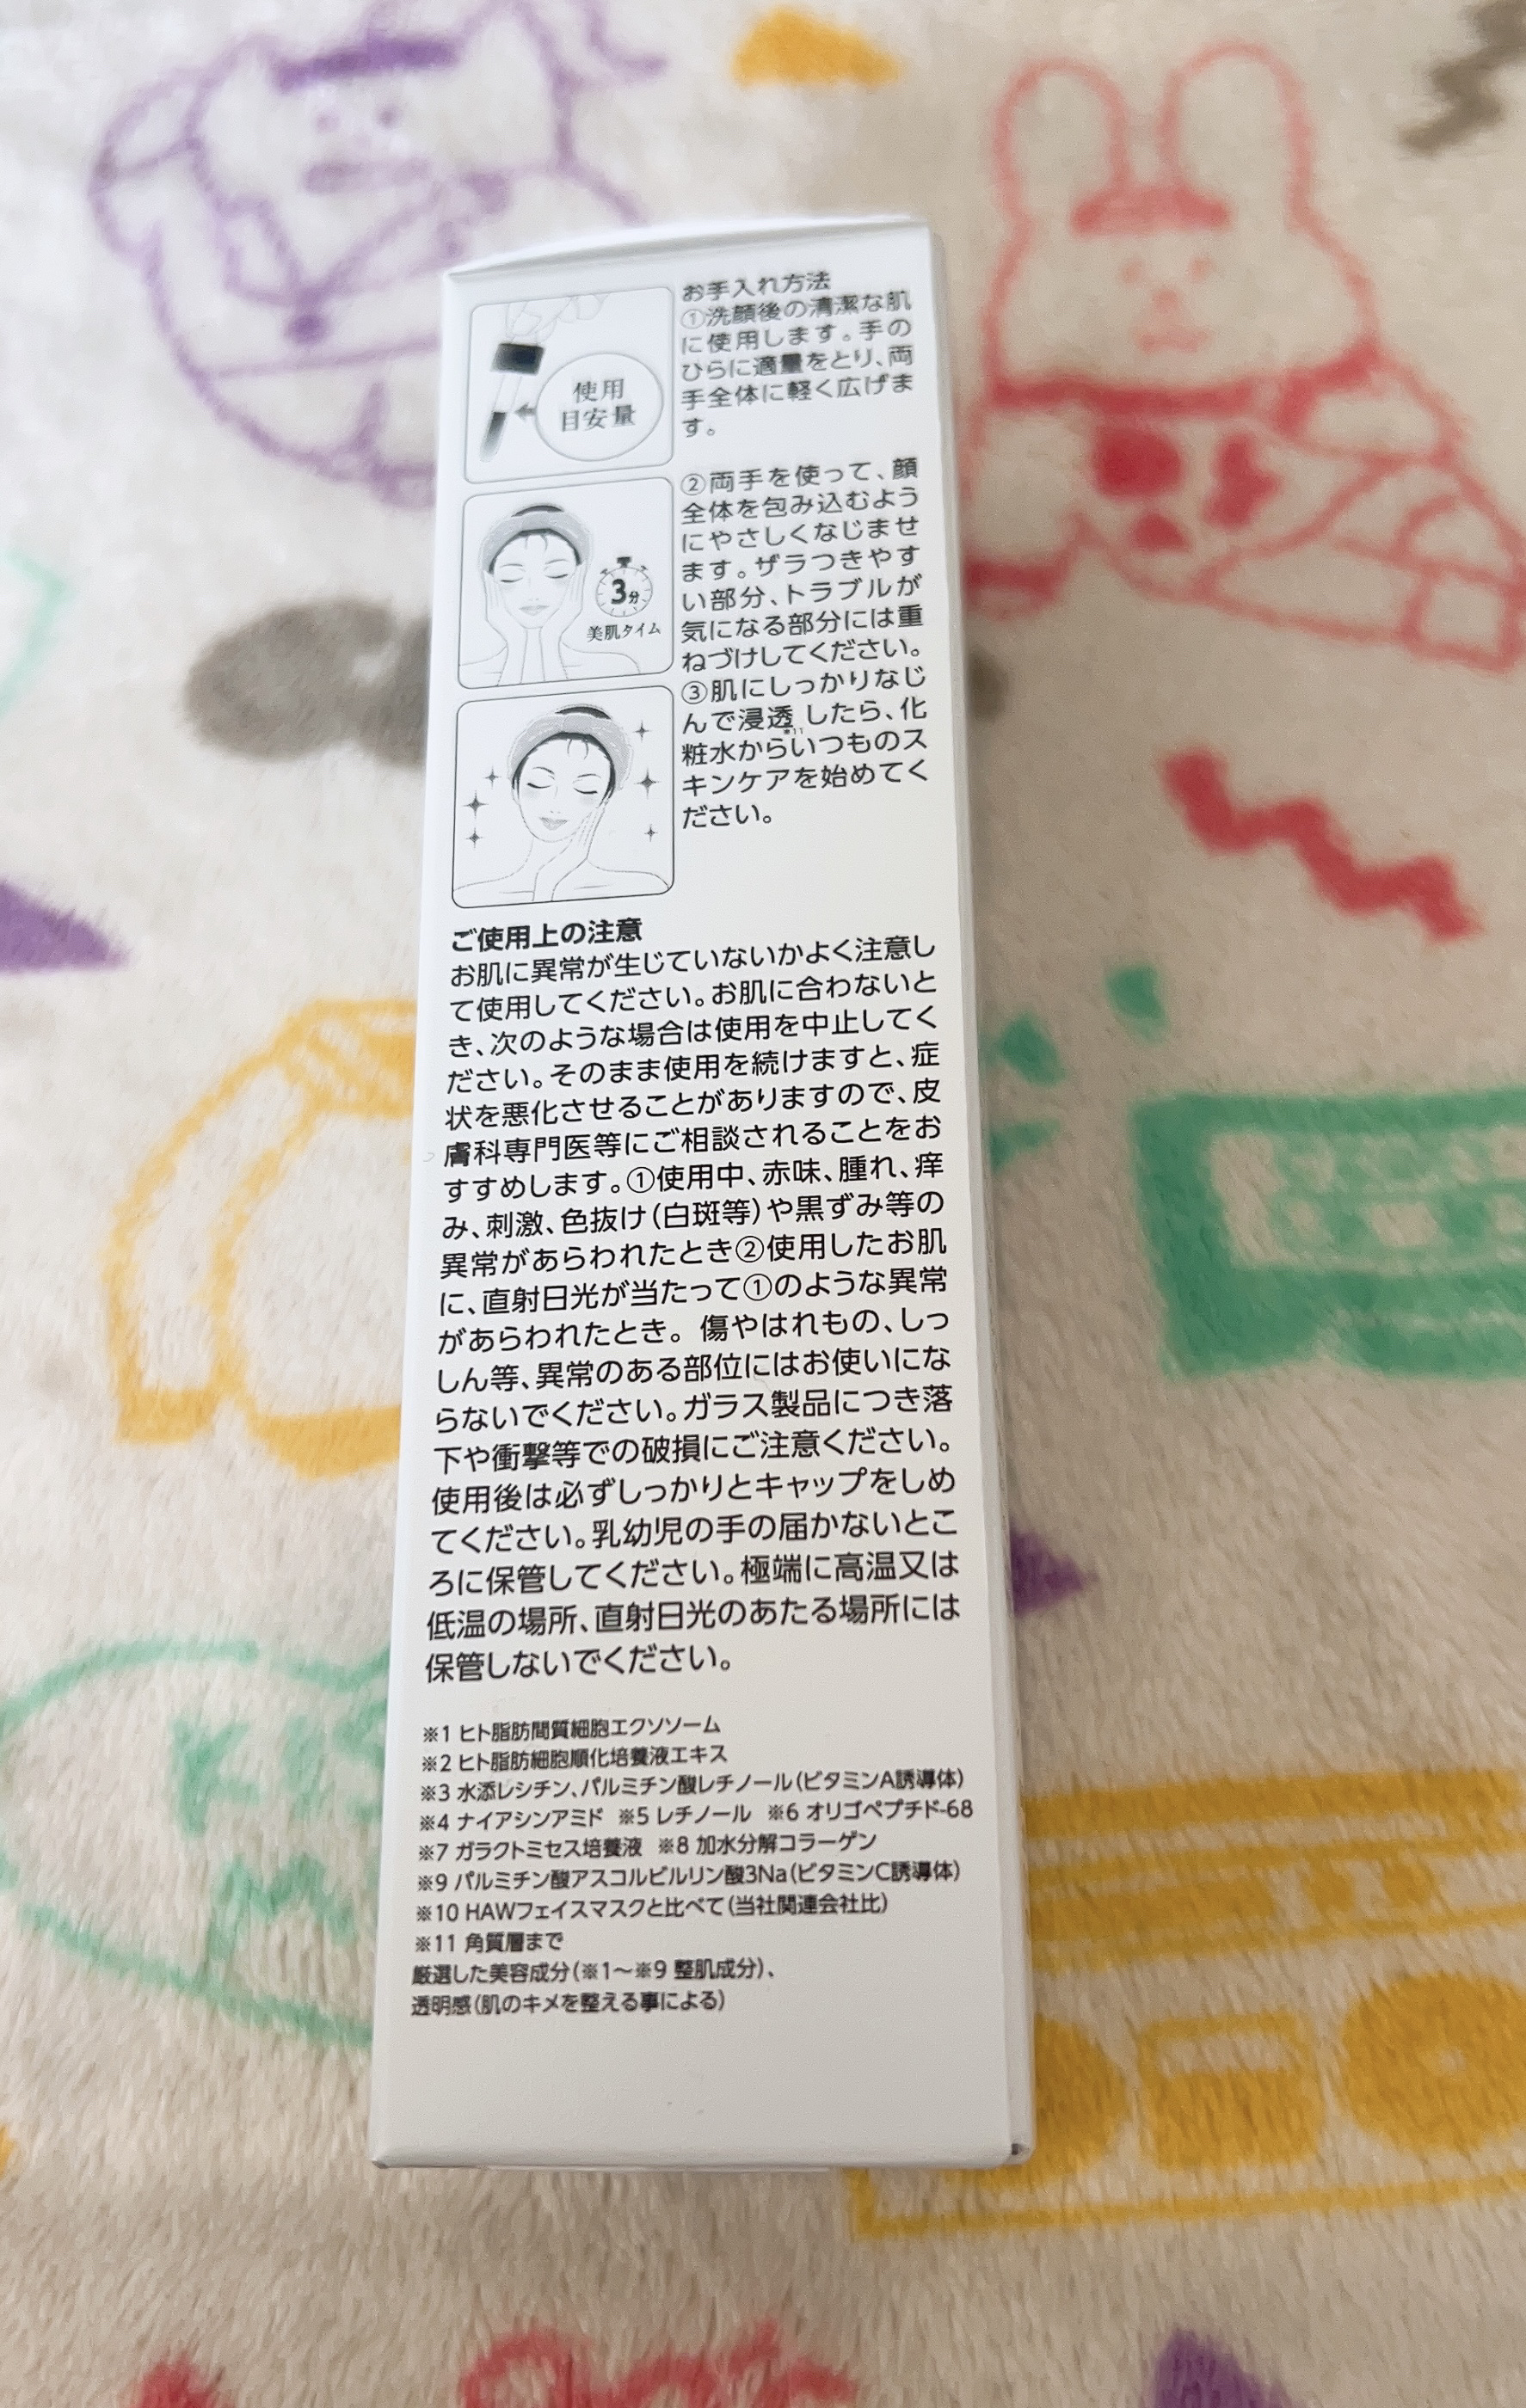 お手入れ方法
①洗顔後の清潔な肌
に使用します。手の
ひらに適量をとり、両
手全体に軽く広げま
す。
使用
目安量
②両手を使って、顔
全体を包み込むよう
にやさしくなじませ
ます。ザラつきやす
い部分、トラブルが
気になる部分には重
ねづけしてください。
3分
美肌タイム
③肌にしっかりなじ
んで浸透※11したら、化
粧水からいつものス
キンケアを始めてく
ださい。
ご使用上の注意
お肌に異常が生じていないかよく注意し
て使用してください。お肌に合わないと
き、次のような場合は使用を中止してく
ださい。そのまま使用を続けますと、症
状を悪化させることがありますので、皮
膚科専門医等にご相談されることをお
すすめします。①使用中、赤味、腫れ、痒
み、刺激、色抜け（白斑等）や黒ずみ等の
異常があらわれたとき②使用したお肌
に、直射日光が当たって①のような異常
があらわれたとき。傷やはれもの、しっ
しん等、異常のある部位にはお使いにな
らないでください。ガラス製品につき落
下や衝撃等での破損にご注意ください。
使用後は必ずしっかりとキャップをしめ
てください。乳幼児の手の届かないとこ
ろに保管してください。極端に高温又は
低温の場所、直射日光のあたる場所には
保管しないでください。
※1 ヒト脂肪間質細胞エクソソーム
※2 ヒト脂肪細胞順化培養液エキス
※3 水添レシチン、パルミチン酸レチノール（ビタミンA誘導体）
※4 ナイアシンアミド ※5 レチノール ※6 オリゴペプチド-68
※7 ガラクトミセス培養液 ※8 加水分解コラーゲン
※9 パルミチン酸アスコルビルリン酸3Na（ビタミンC誘導体）
※10 HAWフェイスマスクと比べて（当社関連会社比）
※11 角質層まで
厳選した美容成分（※1～※9 整肌成分）、
透明感（肌のキメを整える事による）